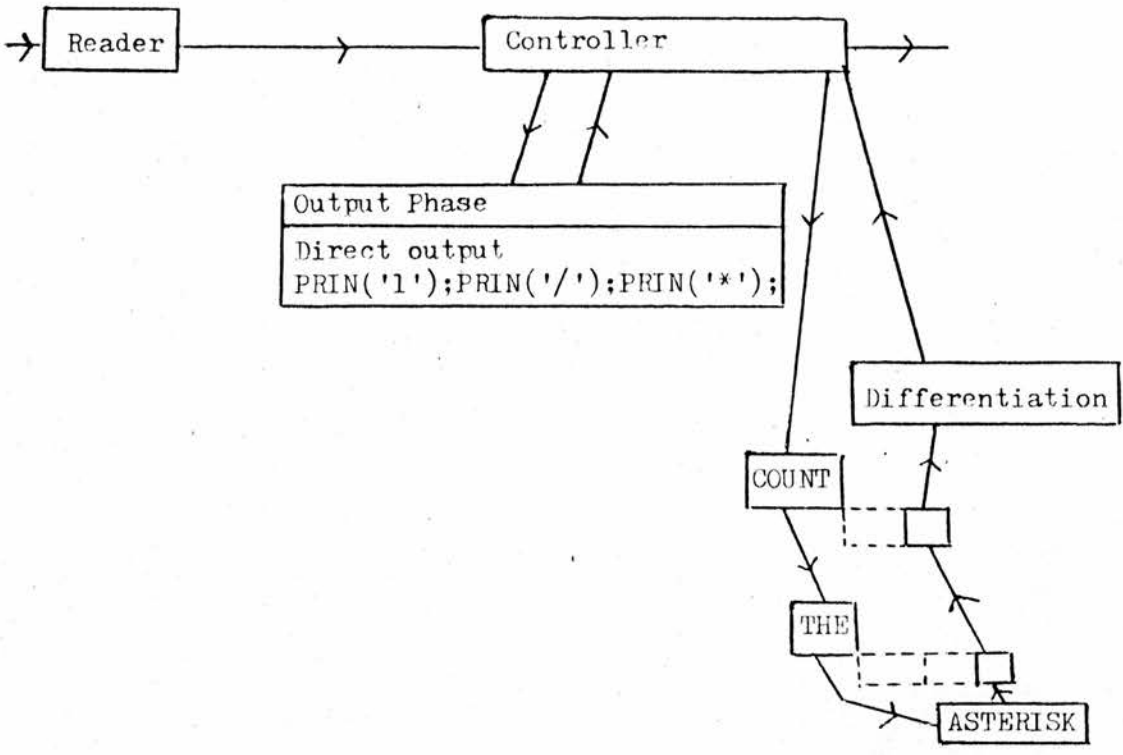 Reader
Controller
Output Phase
Direct output
PRIN('1');PRIN('/');PRIN('*');
Differentiation
COUNT
THE
ASTERISK